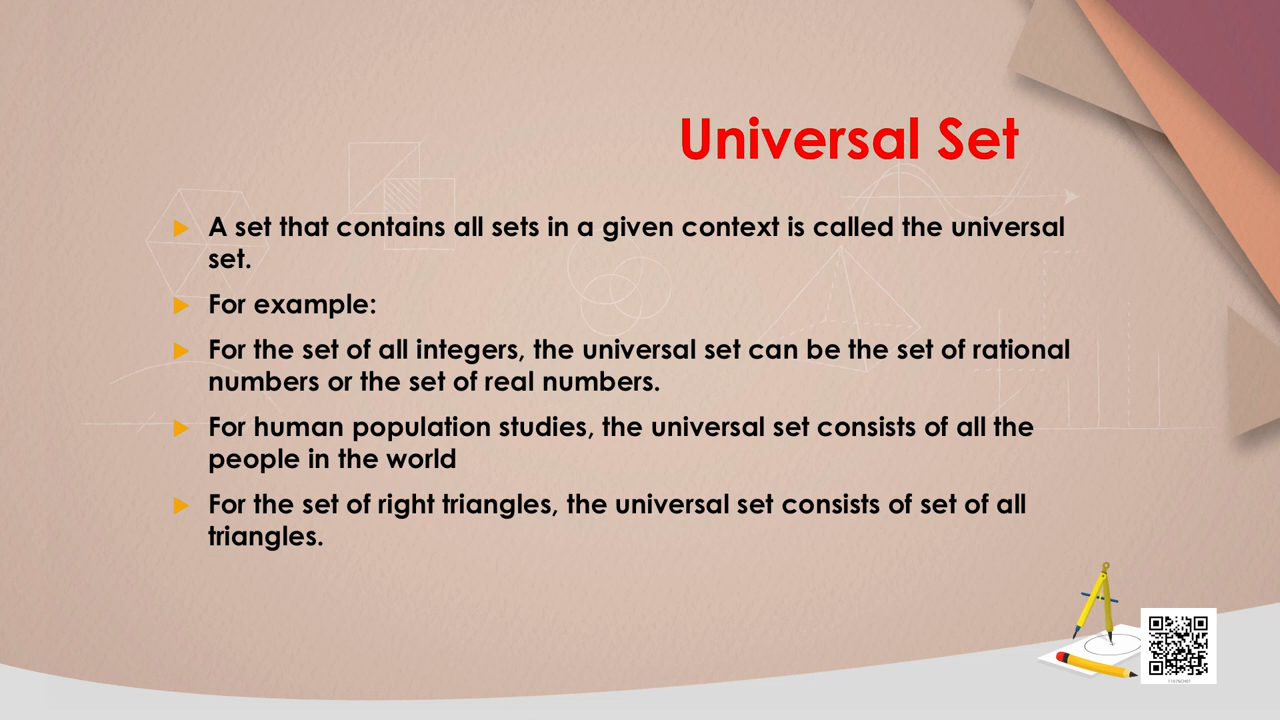 Universal Set
A set that contains all sets in a given context is called the universal
set.
For example:
For the set of all integers, the universal set can be the set of rational
numbers or the set of real numbers.
For human population studies, the universal set consists of all the
people in the world
For the set of right triangles, the universal set consists of set of all
triangles.